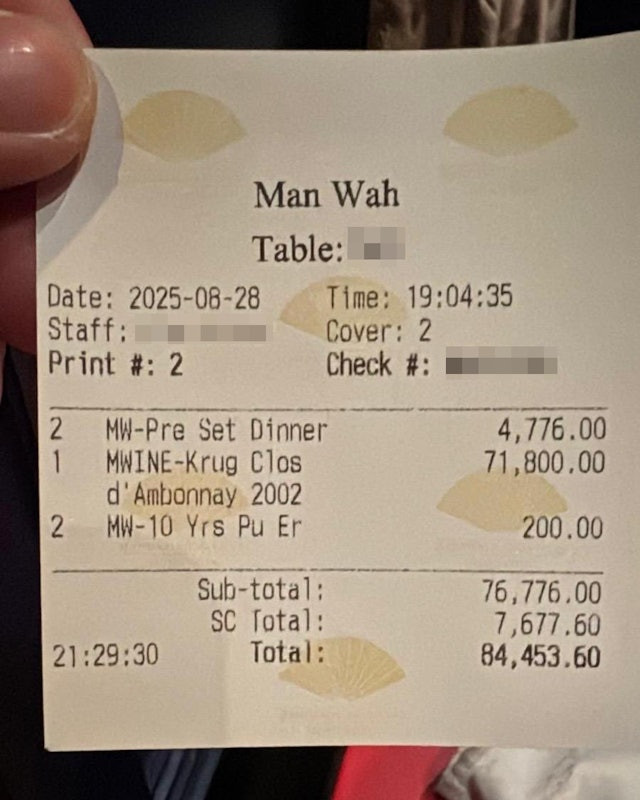 Man Wah
Table:
Date: 2025-08-28 Time: 19:04:35
Staff: Cover: 2
Print #: 2 Check #:
2 MW-Pre Set Dinner 4,776.00
1 MWINE-Krug Clos 71,800.00
d'Ambonnay 2002
2 MW-10 Yrs Pu Er 200.00
Sub-total: 76,776.00
SC Total: 7,677.60
21:29:30 Total: 84,453.60